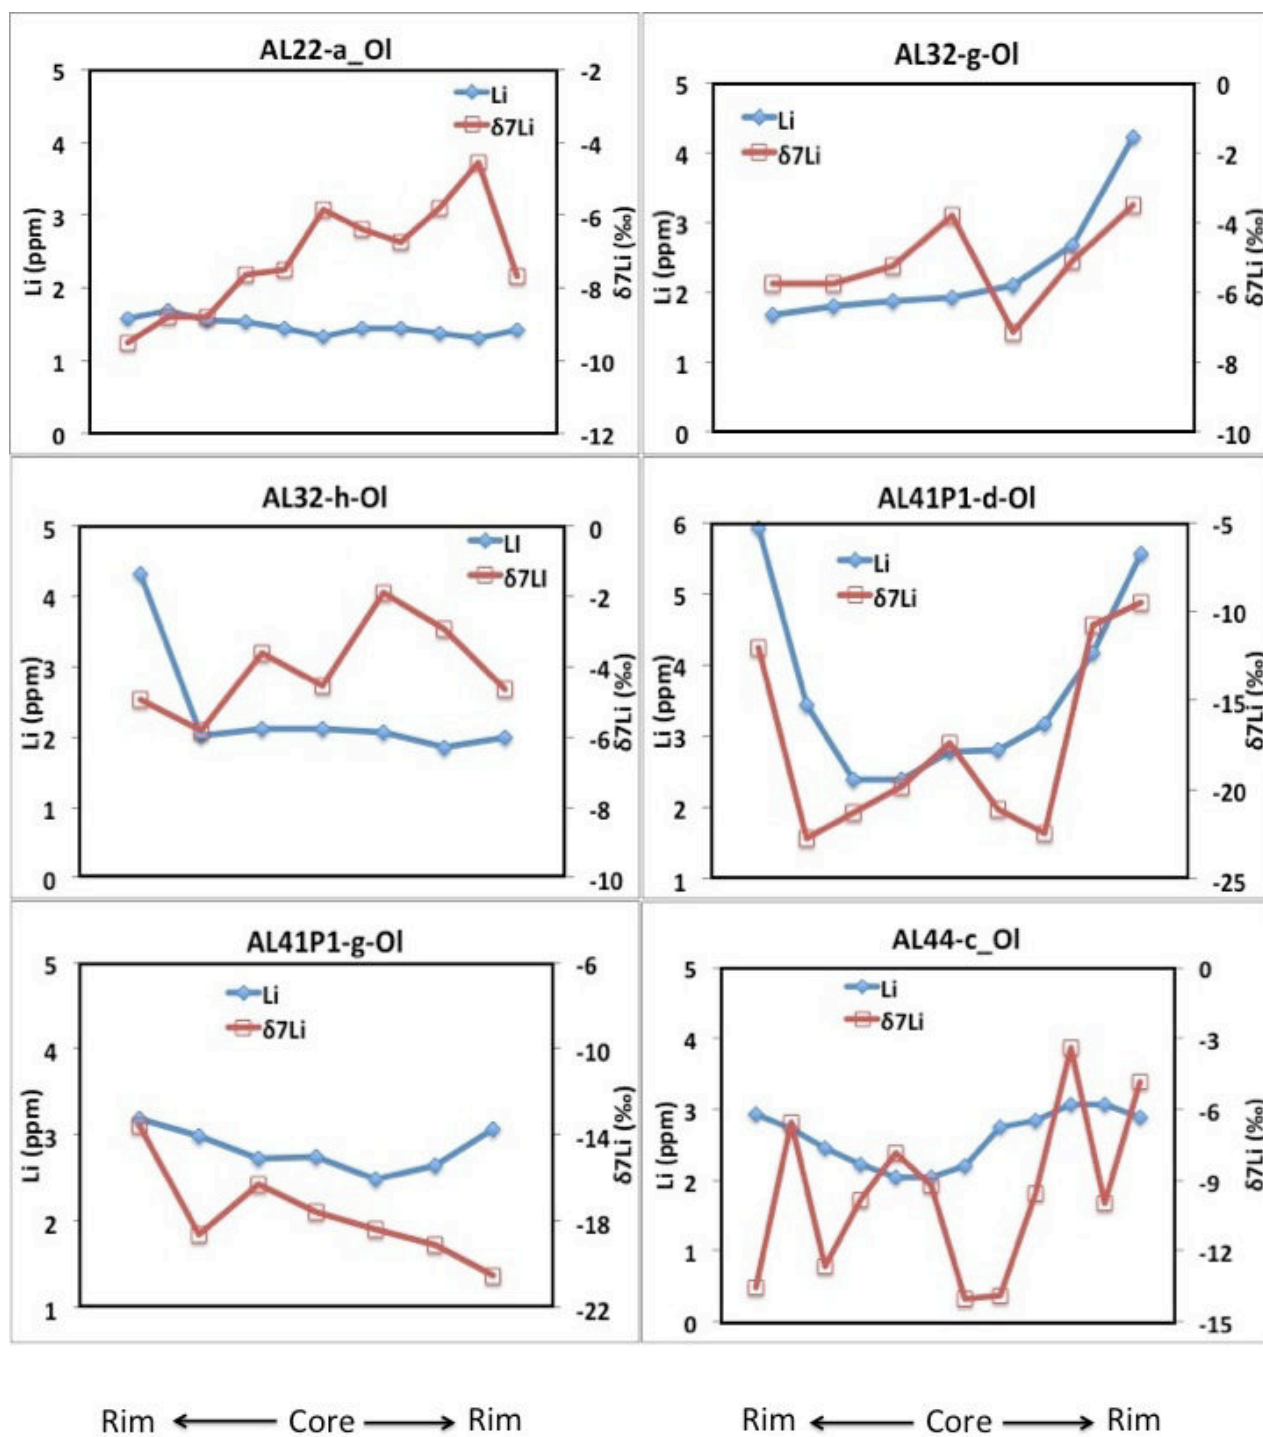 AL22-a_Ol
5
4
3
2
1
0
Li (ppm)
Li
δ7Li
-2
-4
-6
-8
-10
-12
δ7Li (‰)
AL32-g-Ol
5
4
3
2
1
0
Li (ppm)
Li
δ7Li
0
-2
-4
-6
-8
-10
δ7Li (‰)
AL32-h-Ol
5
4
3
2
1
0
Li (ppm)
LI
δ7LI
0
-2
-4
-6
-8
-10
δ7Li (‰)
AL41P1-d-Ol
6
5
4
3
2
1
Li (ppm)
Li
δ7Li
-5
-10
-15
-20
-25
δ7Li (‰)
AL41P1-g-Ol
5
4
3
2
1
Li (ppm)
Li
δ7Li
-6
-10
-14
-18
-22
δ7Li (‰)
AL44-c_Ol
5
4
3
2
1
0
Li (ppm)
Li
δ7Li
0
-3
-6
-9
-12
-15
δ7Li (‰)
Rim Core Rim
Rim Core Rim